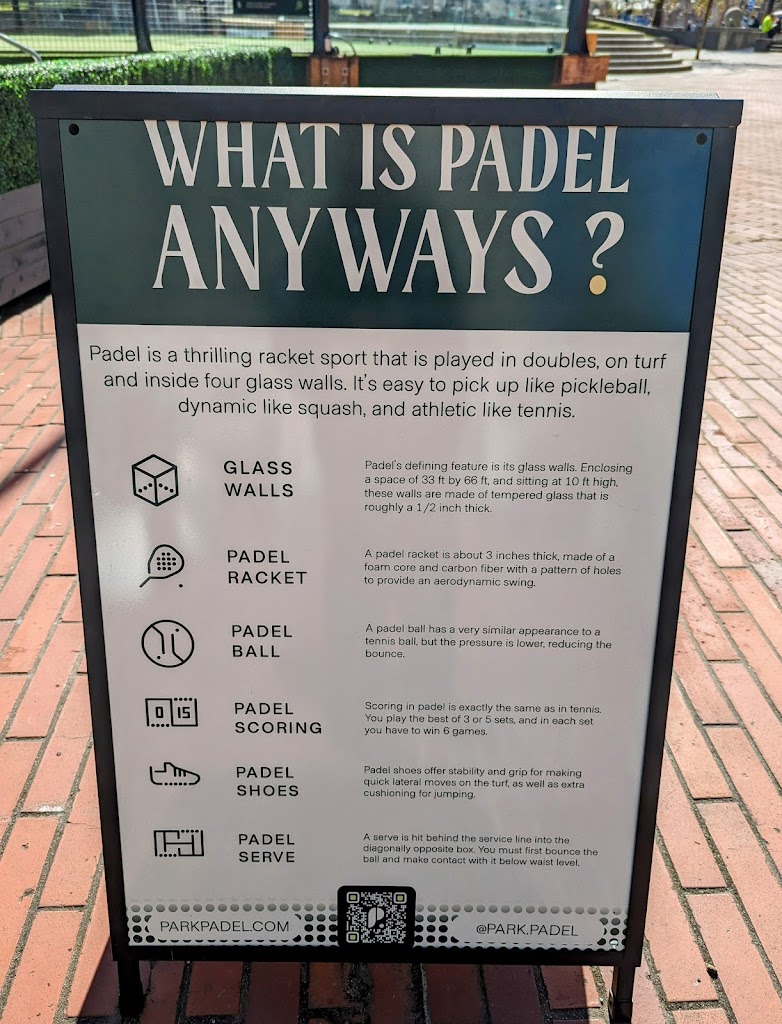 WHAT IS PADEL
ANYWAYS ?
Padel is a thrilling racket sport that is played in doubles, on turf
and inside four glass walls. It's easy to pick up like pickleball,
dynamic like squash, and athletic like tennis.
GLASS
WALLS
Padel's defining feature is its glass walls. Enclosing
a space of 33 ft by 66 ft, and sitting at 10 ft high,
these walls are made of tempered glass that is
roughly a 1/2 inch thick.
PADEL
RACKET
A padel racket is about 3 inches thick, made of a
foam core and carbon fiber with a pattern of holes
to provide an aerodynamic swing.
PADEL
BALL
A padel ball has a very similar appearance to a
tennis ball, but the pressure is lower, reducing the
bounce.
0 15
PADEL
SCORING
Scoring in padel is exactly the same as in tennis.
You play the best of 3 or 5 sets, and in each set
you have to win 6 games.
PADEL
SHOES
Padel shoes offer stability and grip for making
quick lateral moves on the turf, as well as extra
cushioning for jumping.
PADEL
SERVE
A serve is hit behind the service line into the
diagonally opposite box. You must first bounce the
ball and make contact with it below waist level.
PARKPADEL.COM
@PARK.PADEL